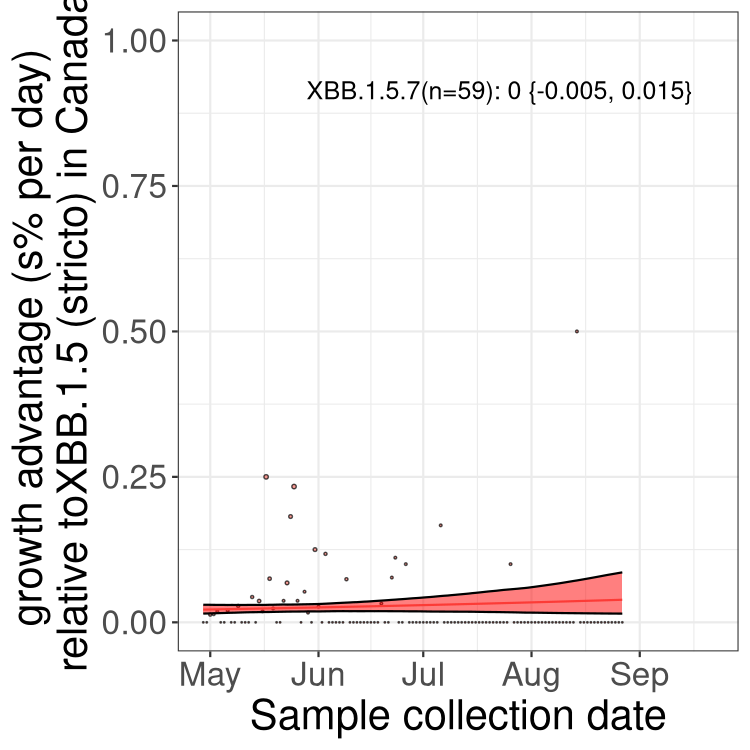 growth advantage (s% per day)
relative toXBB.1.5 (stricto) in Canada
1.00
XBB.1.5.7(n=59): 0 {-0.005, 0.015}
0.75
0.50
0.25
0.00
May Jun Jul Aug Sep
Sample collection date